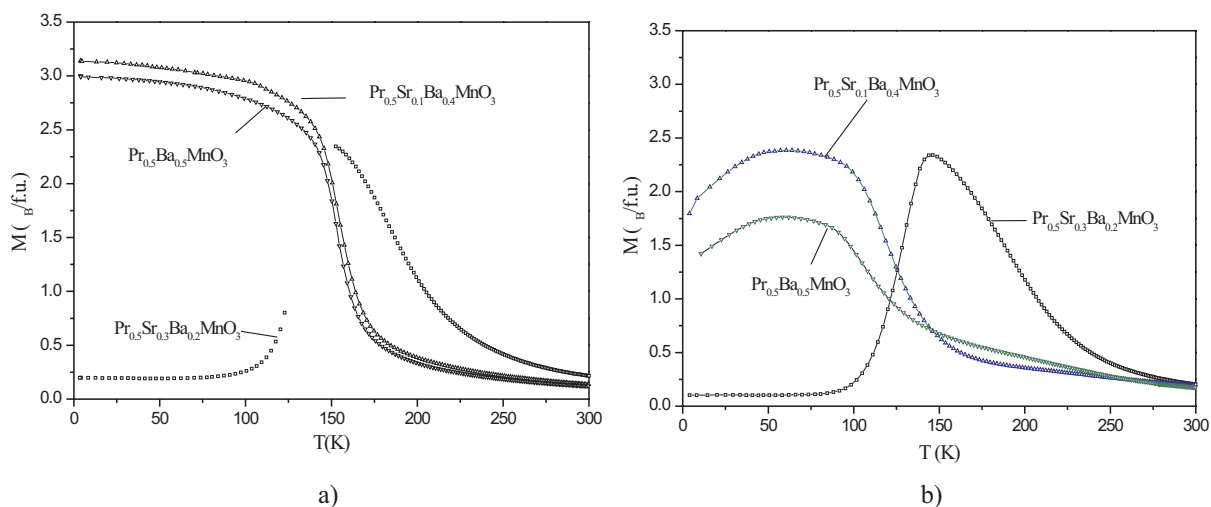 3.5
3.0
2.5
2.0
1.5
1.0
0.5
0.0
M ( B/f.u.)
Pr0.5Sr0.1Ba0.4MnO3
Pr0.5Ba0.5MnO3
Pr0.5Sr0.3Ba0.2MnO3
0 50 100 150 200 250 300
T(K)
a)
3.5
3.0
2.5
2.0
1.5
1.0
0.5
0.0
M ( B/f.u.)
Pr0.5Sr0.1Ba0.4MnO3
Pr0.5Sr0.3Ba0.2MnO3
Pr0.5Ba0.5MnO3
0 50 100 150 200 250 300
T (K)
b)